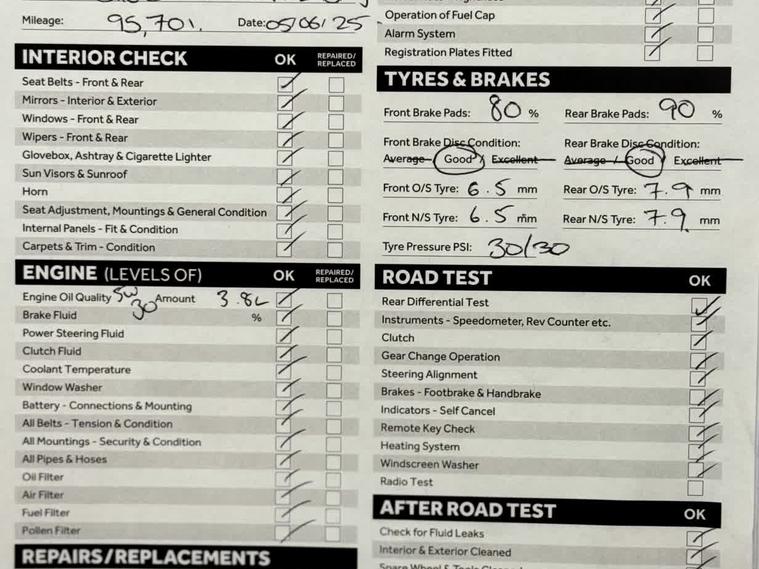 Mileage: 95,701. Date: 05/06/25
INTERIOR CHECK OK REPAIRED/ REPLACED
Seat Belts - Front & Rear
Mirrors - Interior & Exterior
Windows - Front & Rear
Wipers - Front & Rear
Glovebox, Ashtray & Cigarette Lighter
Sun Visors & Sunroof
Horn
Seat Adjustment, Mountings & General Condition
Internal Panels - Fit & Condition
Carpets & Trim - Condition
ENGINE (LEVELS OF) OK REPAIRED/ REPLACED
Engine Oil Quality 5W 30 Amount 3.8L
Brake Fluid %
Power Steering Fluid
Clutch Fluid
Coolant Temperature
Window Washer
Battery - Connections & Mounting
All Belts - Tension & Condition
All Mountings - Security & Condition
All Pipes & Hoses
Oil Filter
Air Filter
Fuel Filter
Pollen Filter
REPAIRS/REPLACEMENTS
Operation of Fuel Cap
Alarm System
Registration Plates Fitted
TYRES & BRAKES
Front Brake Pads: 80 % Rear Brake Pads: 90 %
Front Brake Disc Condition: Rear Brake Disc Condition:
Average Good / Excellent Average / Good Excellent
Front O/S Tyre: 6.5 mm Rear O/S Tyre: 7.9 mm
Front N/S Tyre: 6.5 mm Rear N/S Tyre: 7.9 mm
Tyre Pressure PSI: 30/30
ROAD TEST OK
Rear Differential Test
Instruments - Speedometer, Rev Counter etc.
Clutch
Gear Change Operation
Steering Alignment
Brakes - Footbrake & Handbrake
Indicators - Self Cancel
Remote Key Check
Heating System
Windscreen Washer
Radio Test
AFTER ROAD TEST OK
Check for Fluid Leaks
Interior & Exterior Cleaned
Spare Wheel & Tools